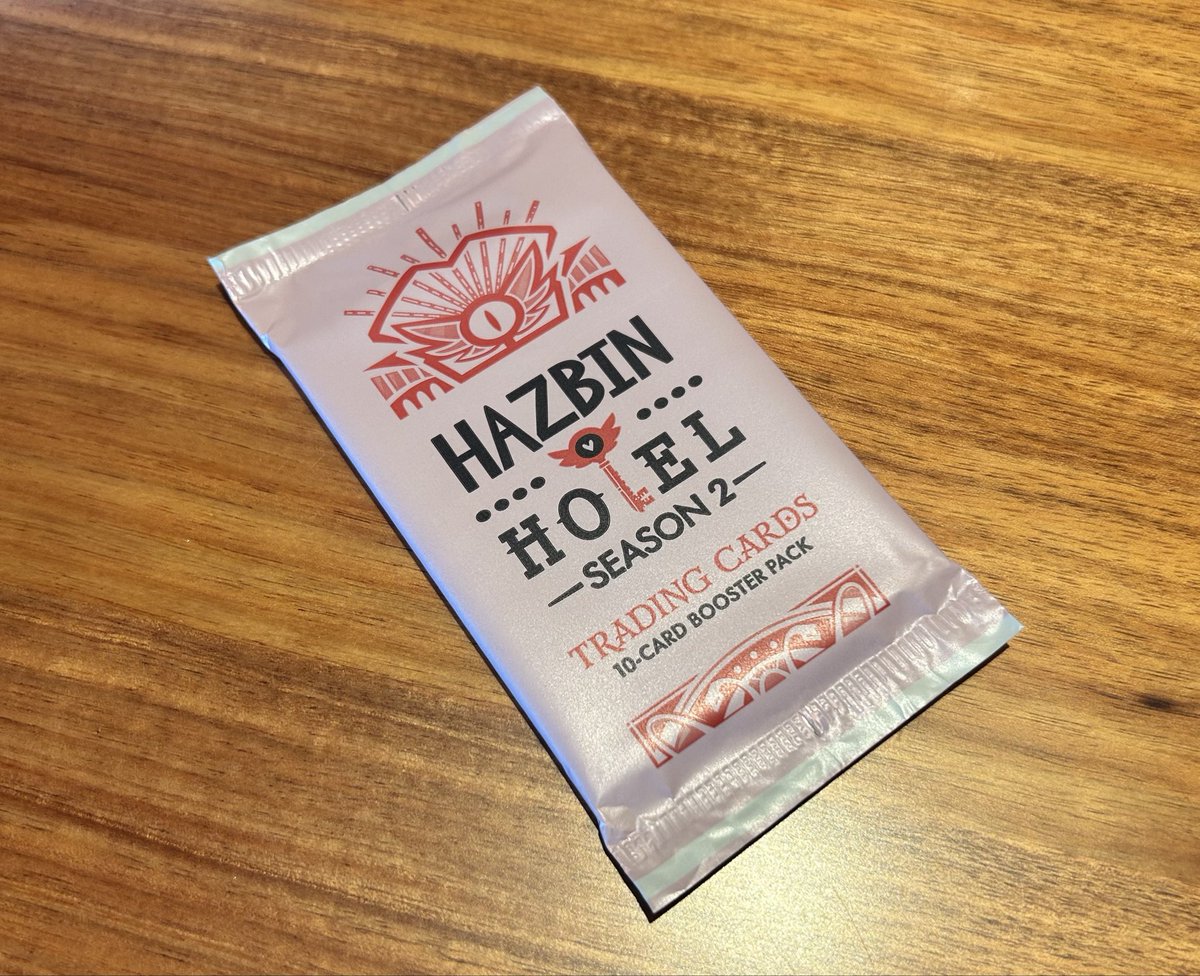 HAZBIN
HOTEL
SEASON 2
TRADING CARDS
10-CARD BOOSTER PACK